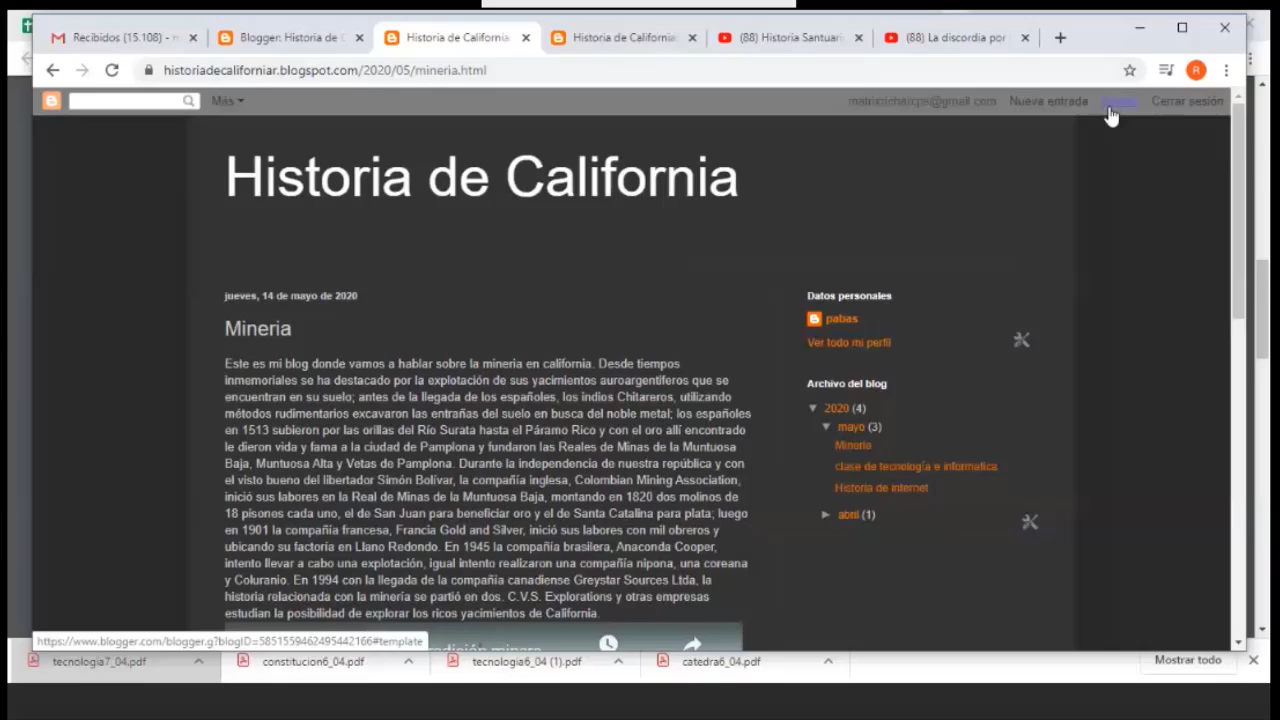 Recibidos (15.108) -
Blogger: Historia de C
Historia de California
Historia de California
(88) Historia Santuari
(88) La discordia por
historiadecaliforniar.blogspot.com/2020/05/mineria.html
R
Más
Nueva entrada
Cerrar sesión
Historia de California
jueves, 14 de mayo de 2020
Mineria
Este es mi blog donde vamos a hablar sobre la mineria en california. Desde tiempos
inmemoriales se ha destacado por la explotación de sus yacimientos auroargentíferos que se
encuentran en su suelo; antes de la llegada de los españoles, los indios Chitareros, utilizando
métodos rudimentarios excavaron las entrañas del suelo en busca del noble metal; los españoles
en 1513 subieron por las orillas del Río Surata hasta el Páramo Rico y con el oro allí encontrado
le dieron vida y fama a la ciudad de Pamplona y fundaron las Reales de Minas de la Muntuosa
Baja, Muntuosa Alta y Vetas de Pamplona. Durante la independencia de nuestra república y con
el visto bueno del libertador Simón Bolívar, la compañía inglesa, Colombian Mining Association,
inició sus labores en la Real de Minas de la Muntuosa Baja, montando en 1820 dos molinos de
18 pisones cada uno, el de San Juan para beneficiar oro y el de Santa Catalina para plata; luego
en 1901 la compañía francesa, Francia Gold and Silver, inició sus labores con mil obreros y
ubicando su factoría en Llano Redondo. En 1945 la compañía brasilera, Anaconda Cooper,
intento llevar a cabo una explotación, igual intento realizaron una compañía nipona, una coreana
y Coluranio. En 1994 con la llegada de la compañía canadiense Greystar Sources Ltda, la
historia relacionada con la minería se partió en dos. C.V.S. Explorations y otras empresas
estudian la posibilidad de explorar los ricos yacimientos de California.
Datos personales
pabas
Ver todo mi perfil
Archivo del blog
▼ 2020 (4)
▼ mayo (3)
Mineria
clase de tecnología e informatica
Historia de internet
► abril (1)
https://www.blogger.com/blogger.g?blogID=5851559462495442166#template
tecnologia7_04.pdf
constitucion6_04.pdf
tecnologia6_04 (1).pdf
catedra6_04.pdf
Mostrar todo